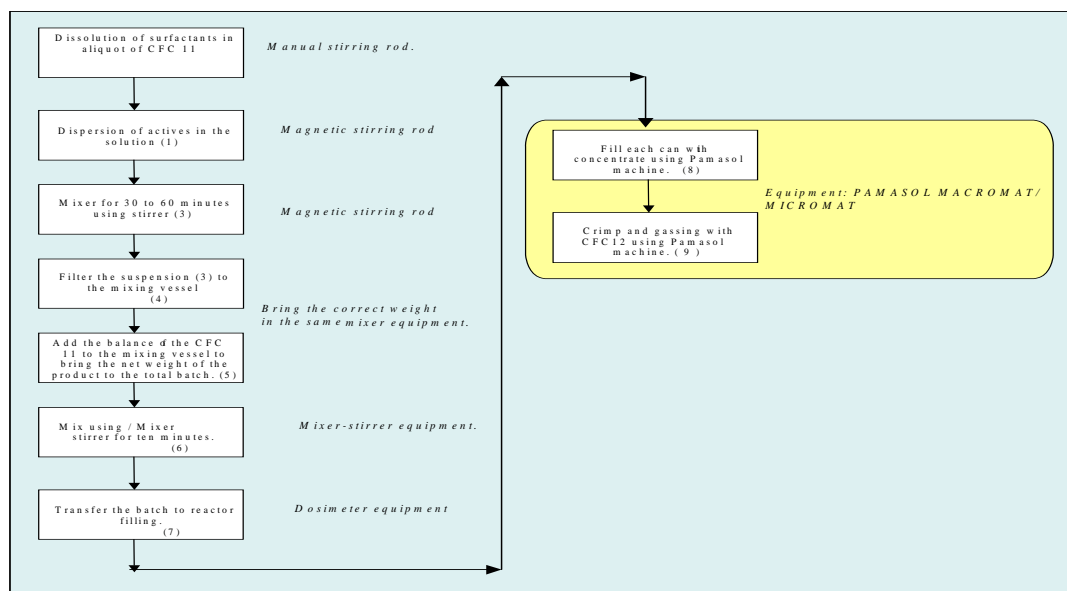 Dissolution of surfactants in
aliquot of CFC 11
Manual stirring rod.
Dispersion of actives in the
solution (1)
Magnetic stirring rod
Mixer for 30 to 60 minutes
using stirrer (3)
Magnetic stirring rod
Filter the suspension (3) to
the mixing vessel
(4)
Bring the correct weight
in the same mixer equipment.
Add the balance of the CFC
11 to the mixing vessel to
bring the net weight of the
product to the total batch. (5)
Mix using / Mixer
stirrer for ten minutes.
(6)
Mixer-stirrer equipment.
Transfer the batch to reactor
filling.
(7)
Dosimeter equipment
Fill each can with
concentrate using Pamasol
machine. (8)
Equipment: PAMASOL MACROMAT/
MICROMAT
Crimp and gassing with
CFC12 using Pamasol
machine. ( 9 )